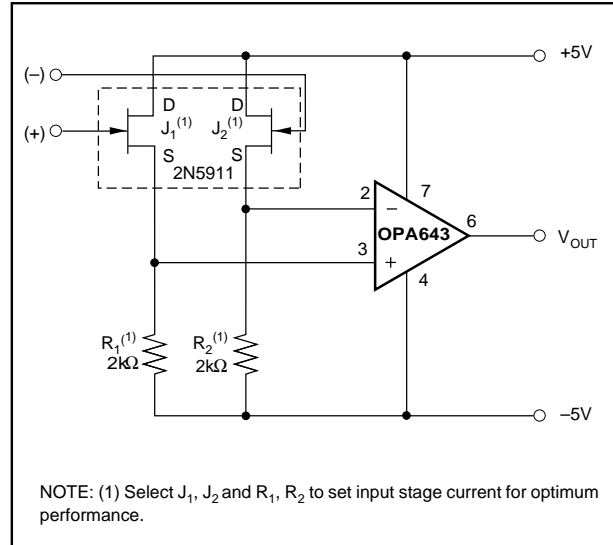 +5V
(–)
(+)
D
D
J1(1)
J2(1)
S
S
2N5911
2
7
–
OPA643
6
VOUT
3
+
4
R1(1)
2kΩ
R2(1)
2kΩ
–5V
NOTE: (1) Select J1, J2 and R1, R2 to set input stage current for optimum
performance.